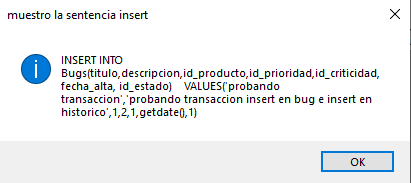 muestro la sentencia insert
INSERT INTO
Bugs(titulo,descripcion,id_producto,id_prioridad,id_criticidad,
fecha_alta, id_estado)    VALUES('probando
transaccion','probando transaccion insert en bug e insert en
historico',1,2,1,getdate(),1)
OK